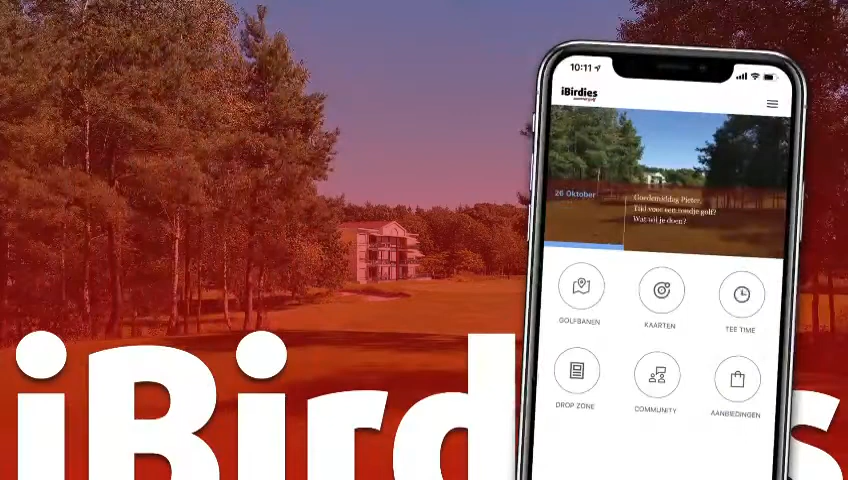 10:11
iBirdies
26 Oktober
Goedemiddag Pieter,
Tijd voor een rondje golf?
Wat wil je doen?
GOLFBANEN
KAARTEN
TEE TIME
DROP ZONE
COMMUNITY
AANBIEDINGEN
iBird s